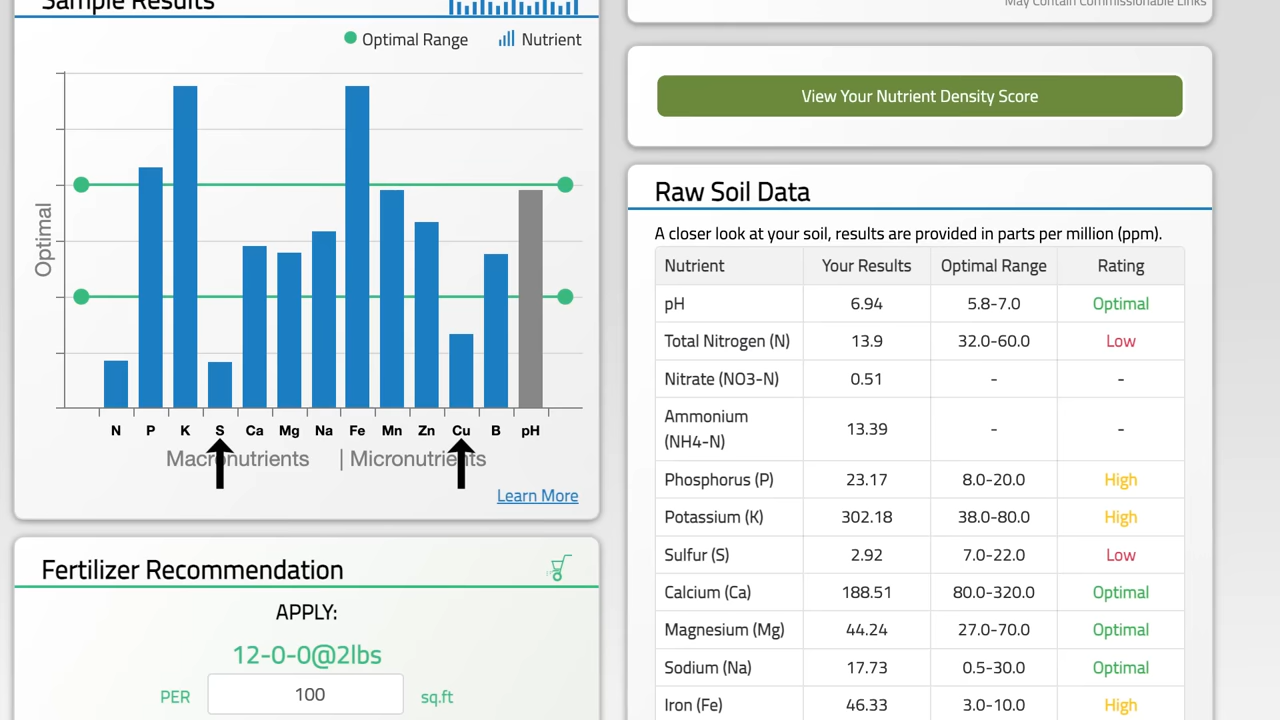 Sample Results
Optimal Range
Nutrient
Optimal
N P K S Ca Mg Na Fe Mn Zn Cu B pH
Macronutrients | Micronutrients
Learn More
Fertilizer Recommendation
APPLY:
12-0-0@2lbs
PER 100 sq.ft
May Contain Commissionable Links
View Your Nutrient Density Score
Raw Soil Data
A closer look at your soil, results are provided in parts per million (ppm).
Nutrient Your Results Optimal Range Rating
pH 6.94 5.8-7.0 Optimal
Total Nitrogen (N) 13.9 32.0-60.0 Low
Nitrate (NO3-N) 0.51 - -
Ammonium
(NH4-N) 13.39 - -
Phosphorus (P) 23.17 8.0-20.0 High
Potassium (K) 302.18 38.0-80.0 High
Sulfur (S) 2.92 7.0-22.0 Low
Calcium (Ca) 188.51 80.0-320.0 Optimal
Magnesium (Mg) 44.24 27.0-70.0 Optimal
Sodium (Na) 17.73 0.5-30.0 Optimal
Iron (Fe) 46.33 3.0-10.0 High